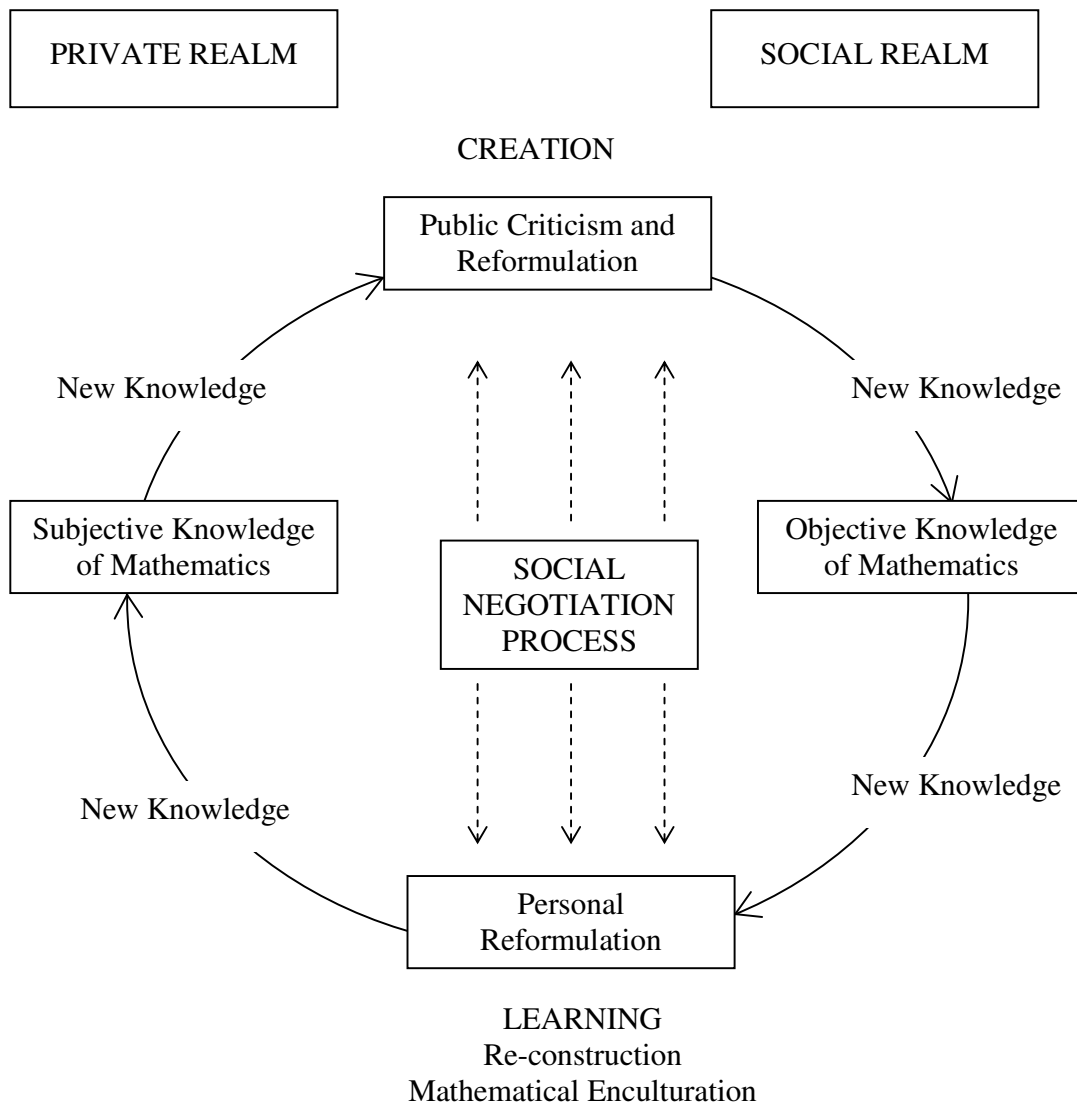 PRIVATE REALM
SOCIAL REALM
CREATION
Public Criticism and
Reformulation
New Knowledge
New Knowledge
Subjective Knowledge
of Mathematics
SOCIAL
NEGOTIATION
PROCESS
Objective Knowledge
of Mathematics
New Knowledge
New Knowledge
Personal
Reformulation
LEARNING
Re-construction
Mathematical Enculturation